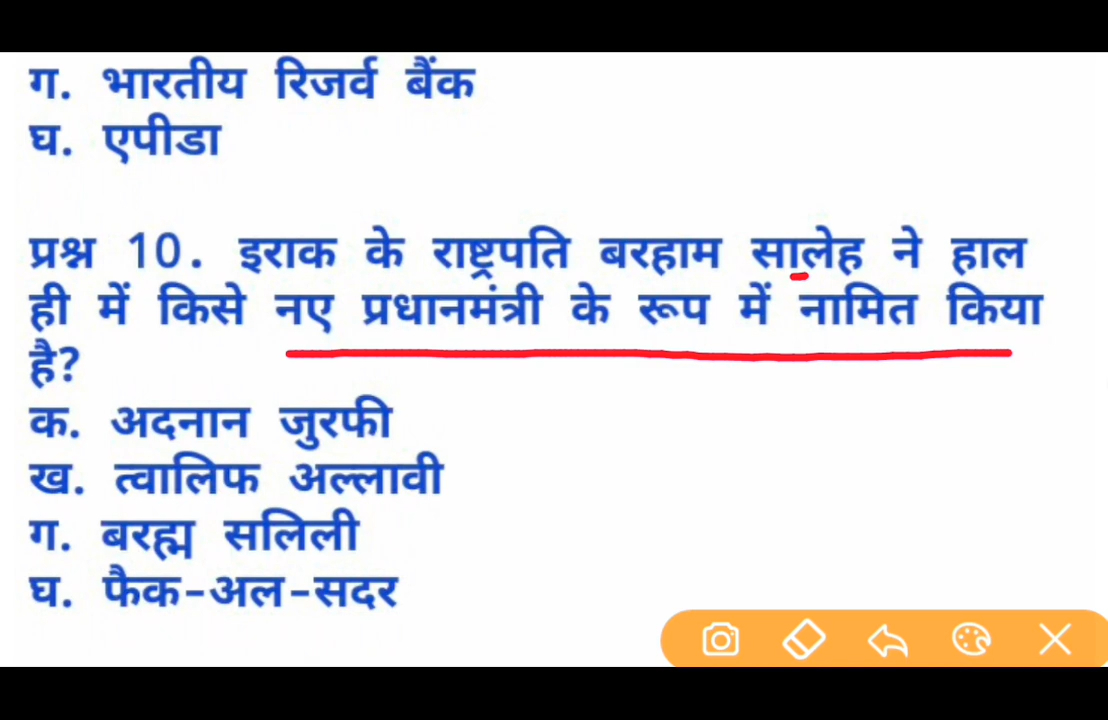 ग. भारतीय रिजर्व बैंक
घ. एपीडा
प्रश्न 10. इराक के राष्ट्रपति बरहाम सालेह ने हाल
ही में किसे नए प्रधानमंत्री के रूप में नामित किया
है?
क. अदनान जुरफी
ख. त्वालिफ अल्लावी
ग. बरह्म सलिली
घ. फैक-अल-सदर